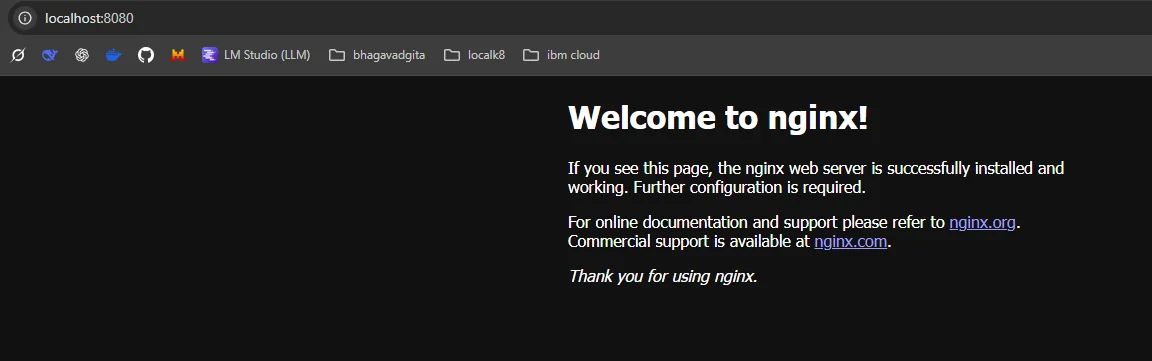 localhost:8080
LM Studio (LLM) bhagavadgita localk8 ibm cloud
Welcome to nginx!
If you see this page, the nginx web server is successfully installed and
working. Further configuration is required.
For online documentation and support please refer to nginx.org.
Commercial support is available at nginx.com.
Thank you for using nginx.